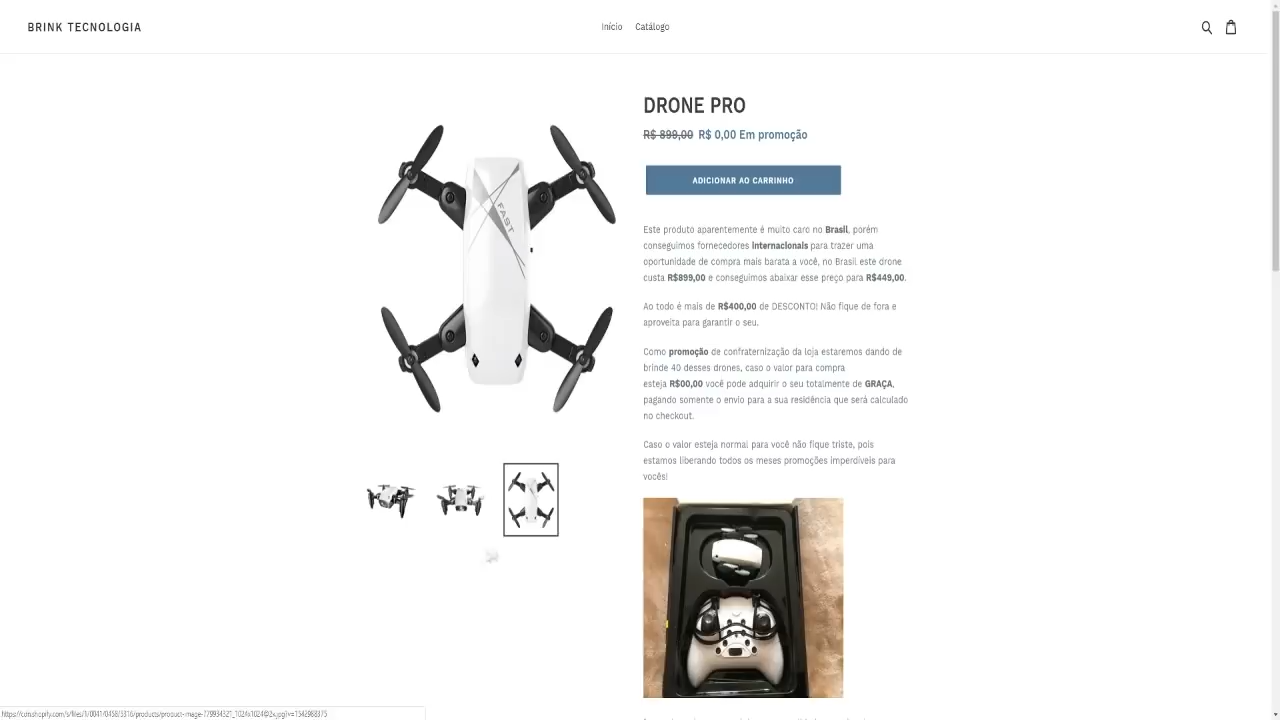 BRINK TECNOLOGIA
Início Catálogo
DRONE PRO
R$ 899,00 R$ 0,00 Em promoção
ADICIONAR AO CARRINHO
FAST
Este produto aparentemente é muito caro no Brasil, porém
conseguimos fornecedores internacionais para trazer uma
oportunidade de compra mais barata a você, no Brasil este drone
custa R$899,00 e conseguimos abaixar esse preço para R$449,00.
Ao todo é mais de R$400,00 de DESCONTO! Não fique de fora e
aproveita para garantir o seu.
Como promoção de confraternização da loja estaremos dando de
brinde 40 desses drones, caso o valor para compra
esteja R$00,00 você pode adquirir o seu totalmente de GRAÇA,
pagando somente o envio para a sua residência que será calculado
no checkout.
Caso o valor esteja normal para você não fique triste, pois
estamos liberando todos os meses promoções imperdíveis para
vocês!